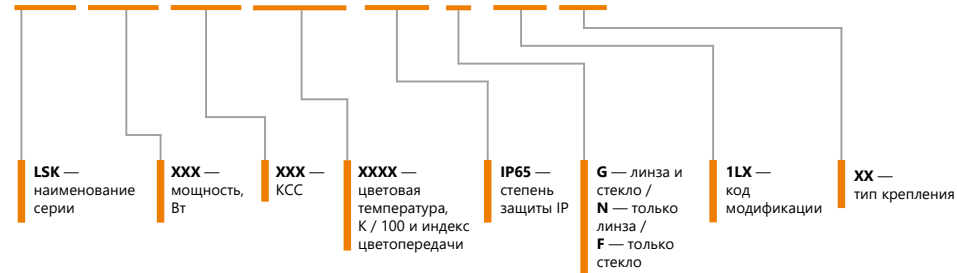 LSK —
наименование
серии
XXX —
мощность,
Вт
XXX —
КСС
XXXX —
цветовая
температура,
К / 100 и индекс
цветопередачи
IP65 —
степень
защиты IP
G — линза и
стекло /
N — только
линза /
F — только
стекло
1LX —
код
модификации
XX —
тип крепления